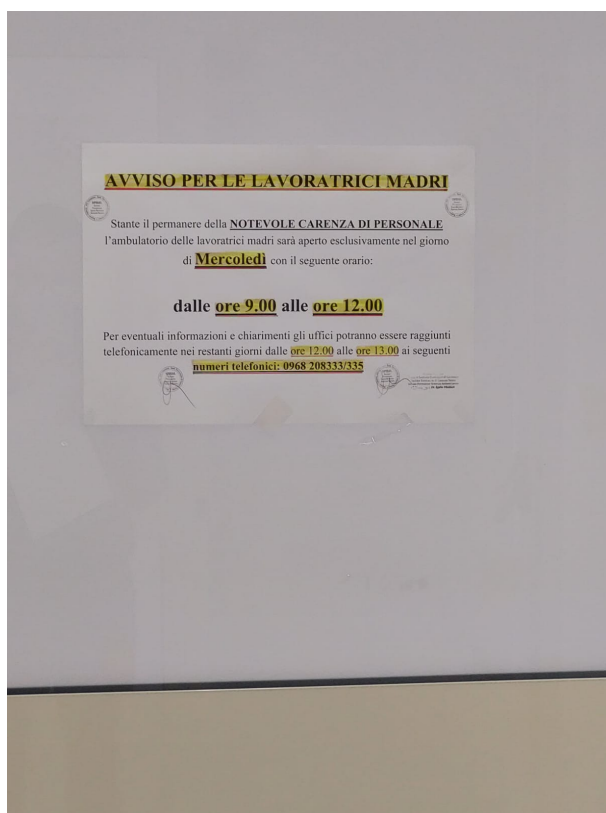 AVVISO PER LE LAVORATRICI MADRI
Stante il permanere della NOTEVOLE CARENZA DI PERSONALE
l'ambulatorio delle lavoratrici madri sarà aperto esclusivamente nel giorno
di Mercoledì con il seguente orario:
dalle ore 9.00 alle ore 12.00
Per eventuali informazioni e chiarimenti gli uffici potranno essere raggiunti
telefonicamente nei restanti giorni dalle ore 12.00 alle ore 13.00 ai seguenti
numeri telefonici: 0968 208333/335